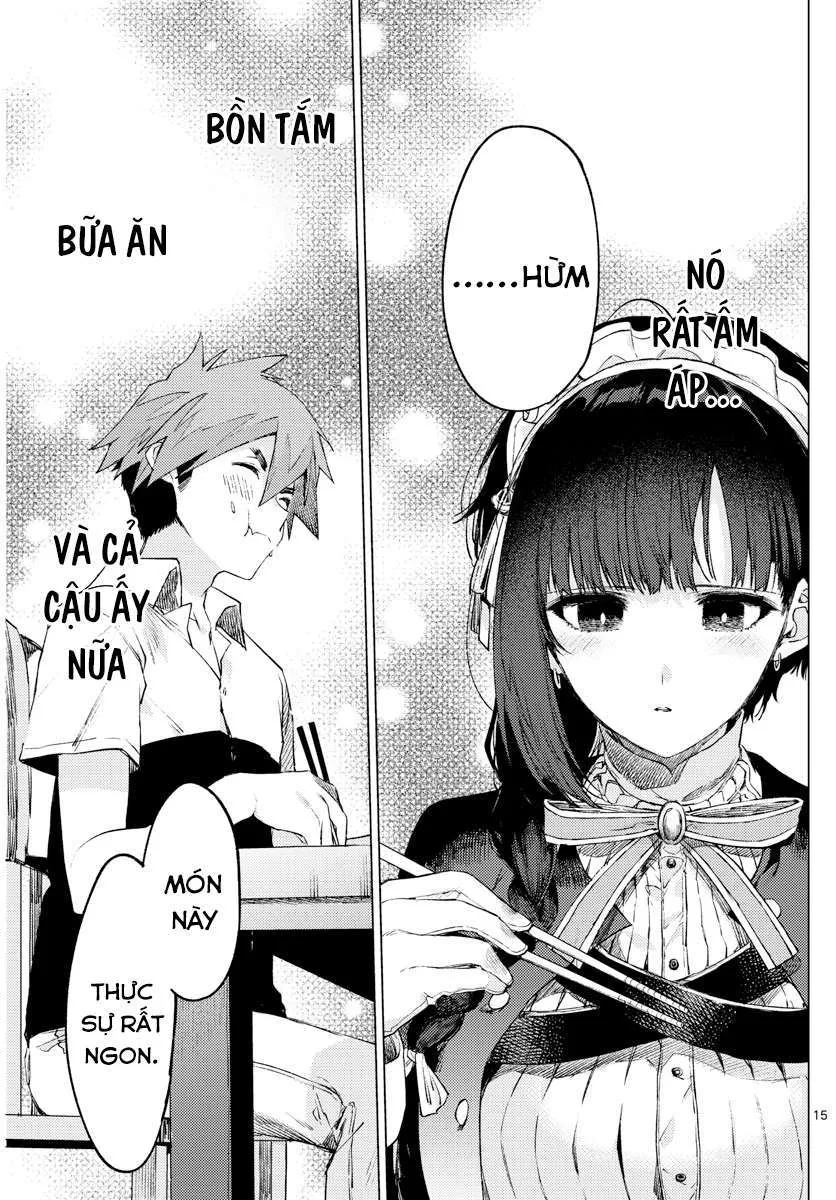 ……HỪM
NÓ
RẤT ẤM
ÁP...
BỒN TẮM
BỮA ĂN
VÀ CẢ
CẬU ẤY
NỮA
MÓN
NÀY
THỰC
SỰ RẤT
NGON.
15